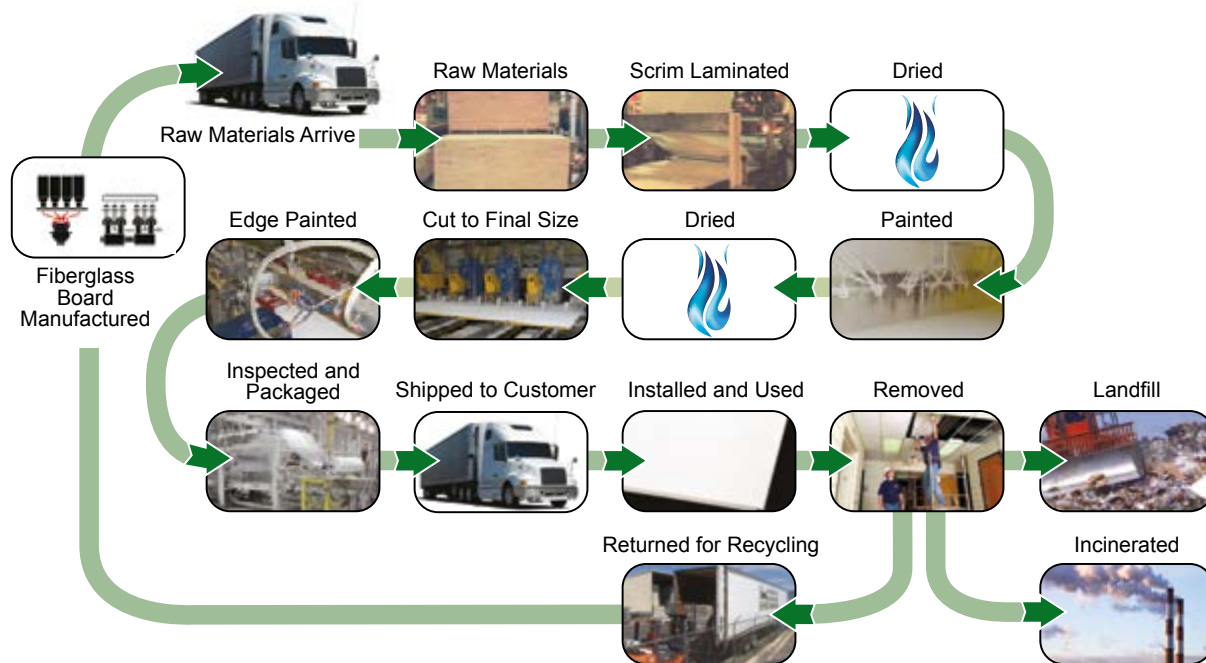 Raw Materials Arrive
Raw Materials
Scrim Laminated
Dried
Fiberglass
Board
Manufactured
Edge Painted
Cut to Final Size
Dried
Painted
Inspected and
Packaged
Shipped to Customer
Installed and Used
Removed
Landfill
Returned for Recycling
Incinerated